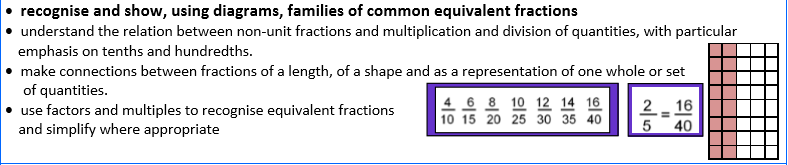 • recognise and show, using diagrams, families of common equivalent fractions
• understand the relation between non-unit fractions and multiplication and division of quantities, with particular
emphasis on tenths and hundredths.
• make connections between fractions of a length, of a shape and as a representation of one whole or set
of quantities.
• use factors and multiples to recognise equivalent fractions
and simplify where appropriate
4/10 6/15 8/20 10/25 12/30 14/35 16/40
2/5 = 16/40